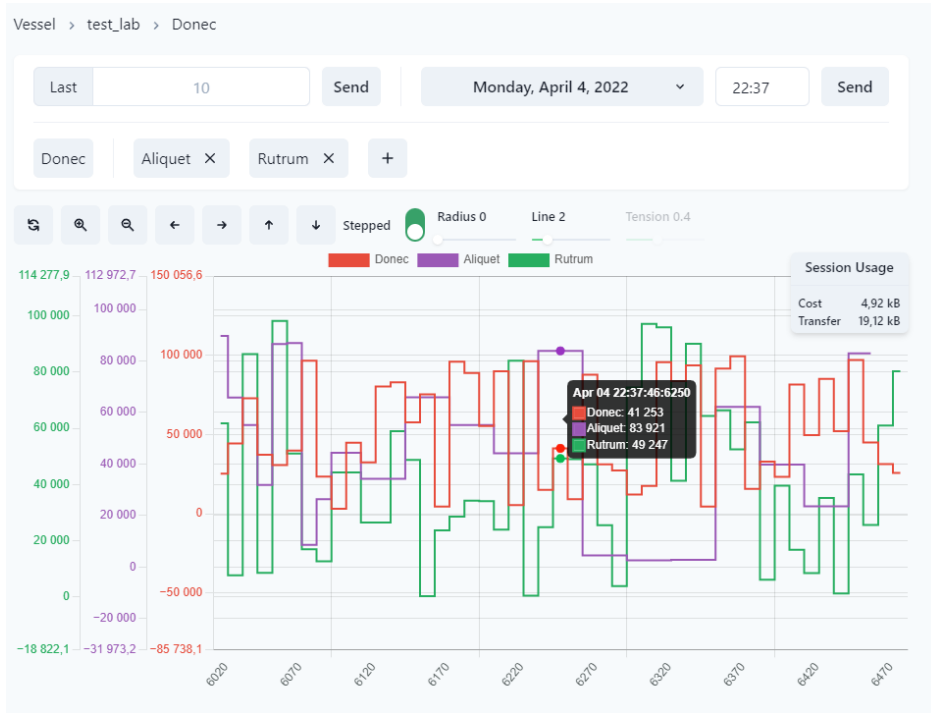 Vessel > test_lab > Donec
Last 10 Send Monday, April 4, 2022 22:37 Send
Donec Aliquet × Rutrum × +
Stepped Radius 0 Line 2 Tension 0.4
Donec Aliquet Rutrum
Session Usage
Cost 4,92 kB
Transfer 19,12 kB
114 277,9 112 972,7 150 056,6
100 000
100 000
100 000
80 000
80 000
60 000
60 000
50 000
40 000
40 000
20 000
0
20 000
0
−50 000
0
−20 000
−18 822,1 −31 973,2 −85 738,1
Apr 04 22:37:46:6250
Donec: 41 253
Aliquet: 83 921
Rutrum: 49 247
6020 6070 6120 6170 6220 6270 6320 6370 6420 6470